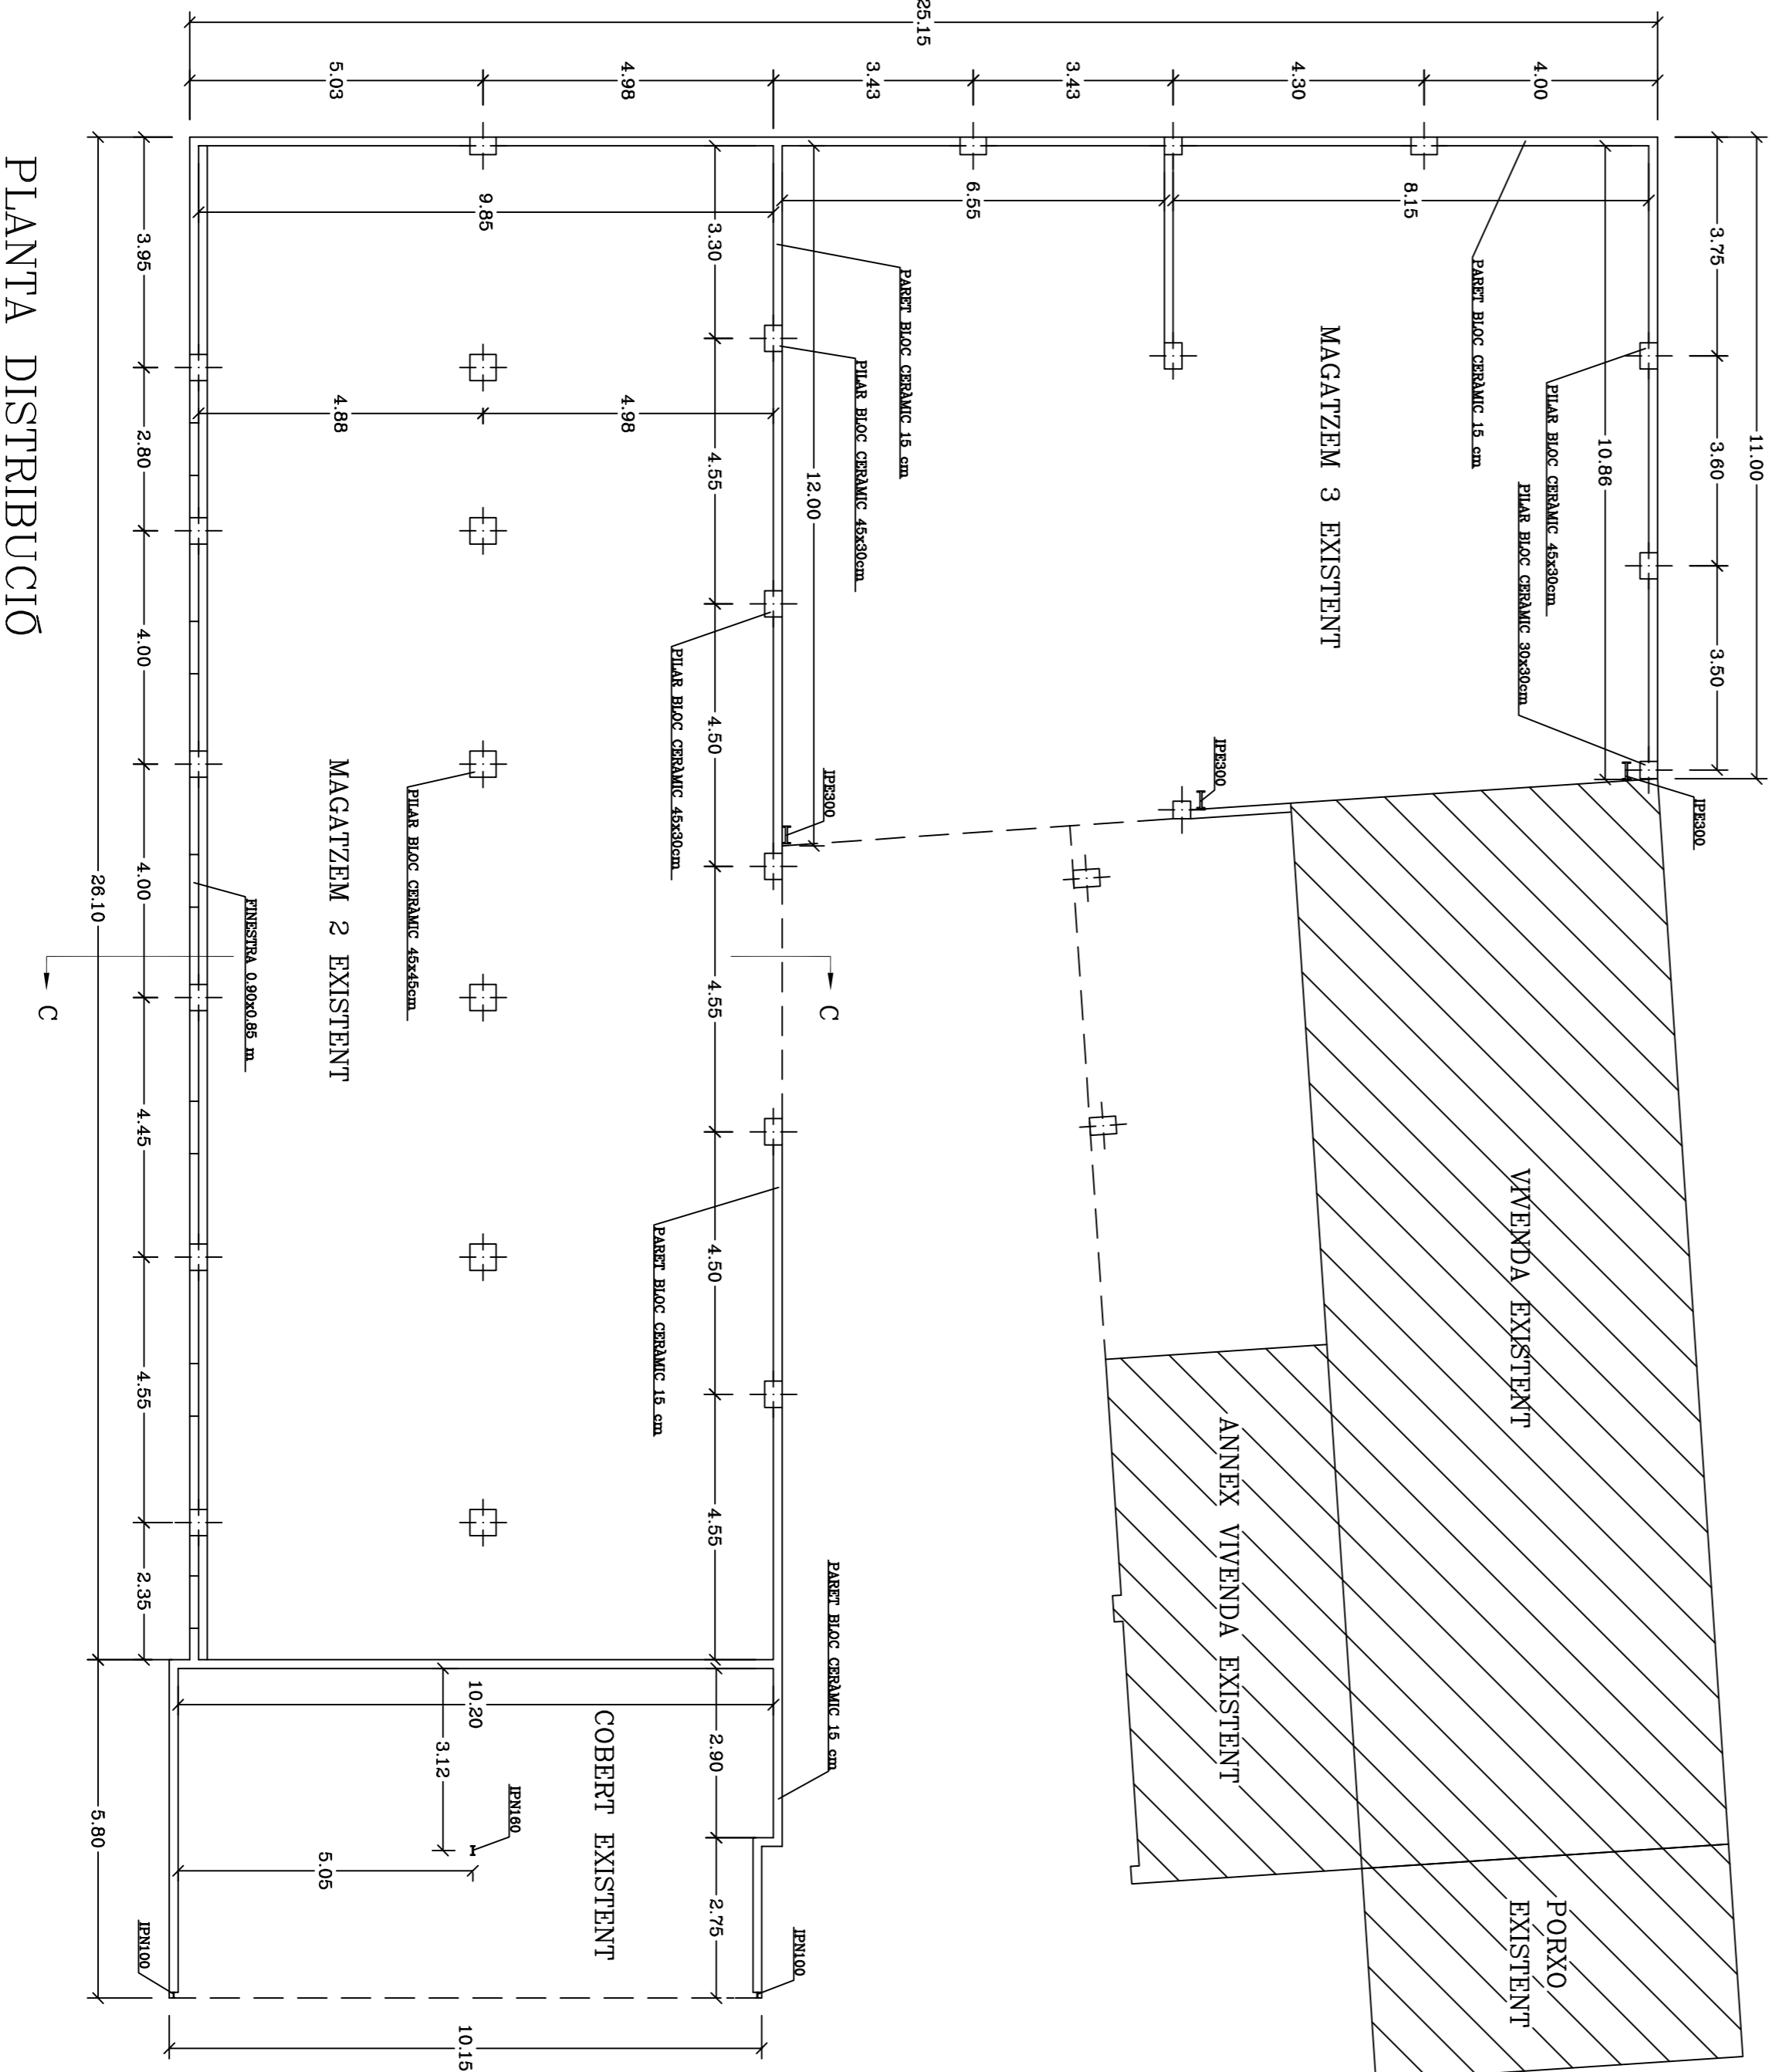 PLANTA DISTRIBUCIÓ
25.15
5.03
4.98
3.43
3.43
4.30
4.00
11.00
3.75
3.60
3.50
10.86
8.15
6.55
12.00
9.85
4.88
4.98
3.30
4.55
4.50
4.55
4.50
4.55
3.95
2.80
4.00
4.00
4.45
4.55
2.35
26.10
5.80
10.20
3.12
5.05
2.90
2.75
10.15
MAGATZEM 3 EXISTENT
MAGATZEM 2 EXISTENT
COBERT EXISTENT
VIVENDA EXISTENT
ANNEX VIVENDA EXISTENT
PORXO
EXISTENT
PARET BLOC CERÀMIC 15 cm
PILAR BLOC CERÀMIC 45x30cm
PILAR BLOC CERÀMIC 30x30cm
IPE300
IPE300
IPE300
PARET BLOC CERÀMIC 15 cm
PILAR BLOC CERÀMIC 45x30cm
PILAR BLOC CERÀMIC 45x30cm
PILAR BLOC CERÀMIC 45x45cm
FINESTRA 0.90x0.85 m
PARET BLOC CERÀMIC 15 cm
PARET BLOC CERÀMIC 15 cm
IPN160
IPN100
IPN100
C
C